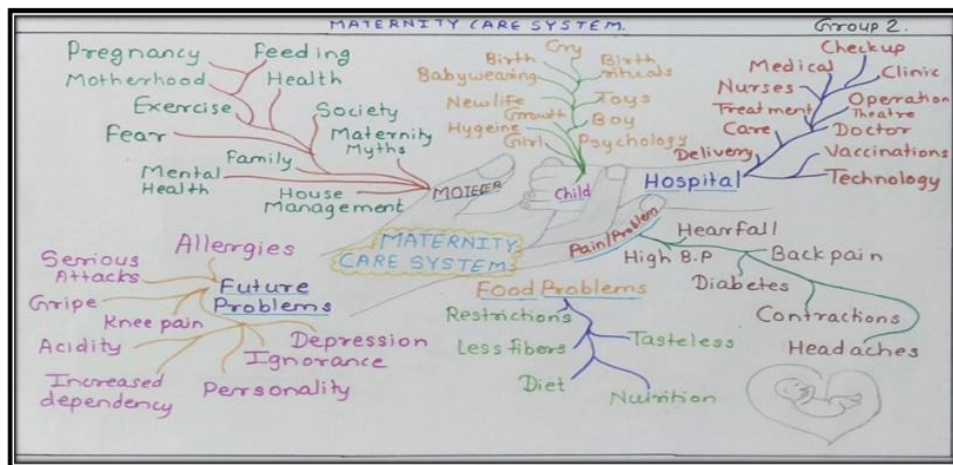 MATERNITY CARE SYSTEM.
Group 2.
Pregnancy
Feeding
Motherhood
Health
Exercise
Society
Fear
Maternity
Myths
Family
Mental
Health
House
Management
MOTEER
Cry
Birth
Birth
rituals
Babywearing
Newlife
Toys
Growth
Boy
Hygeine
Girl
Psychology
Child
Checkup
Medical
Clinic
Nurses
Operation
Theatre
Treatment
Care
Doctor
Delivery
Vaccinations
Hospital
Technology
MATERNITY
CARE SYSTEM
Pain/Problem
Hearfall
High B.P
Back pain
Diabetes
Contractions
Headaches
Allergies
Serious
Attacks
Future
Problems
Gripe
Knee pain
Acidity
Depression
Ignorance
Increased
dependency
Personality
Food Problems
Restrictions
Less fibers
Tasteless
Diet
Nutrition